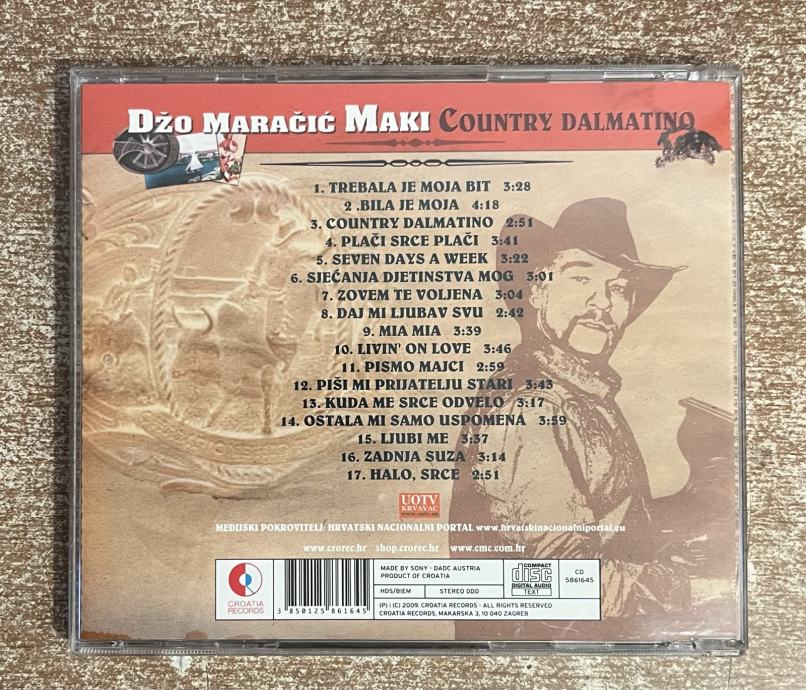 Džo Maračić Maki Country Dalmatino
1. TREBALA JE MOJA BIT 3:28
2 .BILA JE MOJA 4:18
3. COUNTRY DALMATINO 2:51
4. PLAČI SRCE PLAČI 3:41
5. SEVEN DAYS A WEEK 3:22
6. SJEĆANJA DJETINSTVA MOG 3:01
7. ZOVEM TE VOLJENA 3:04
8. DAJ MI LJUBAV SVU 2:42
9. MIA MIA 3:39
10. LIVIN' ON LOVE 3:46
11. PISMO MAJCI 2:59
12. PIŠI MI PRIJATELJU STARI 3:43
13. KUDA ME SRCE ODVELO 3:17
14. OSTALA MI SAMO USPOMENA 3:59
15. LJUBI ME 3:37
16. ZADNJA SUZA 3:14
17. HALO, SRCE 2:51
UOTV
KRVAVAC
MEDIJSKI POKROVITELJ: HRVATSKI NACIONALNI PORTAL www.hrvatskinacionalniportal.eu
www.crorec.hr shop.crorec.hr www.cmc.com.hr
CROATIA
RECORDS
3 850125 861645
MADE BY SONY - DADC AUSTRIA
PRODUCT OF CROATIA
HDS/BIEM STEREO DDD
(P) i (C) 2009. CROATIA RECORDS - ALL RIGHTS RESERVED
CROATIA RECORDS, MAKARSKA 3, 10 040 ZAGREB
COMPACT
disc
DIGITAL AUDIO
TEXT
CD
5861645